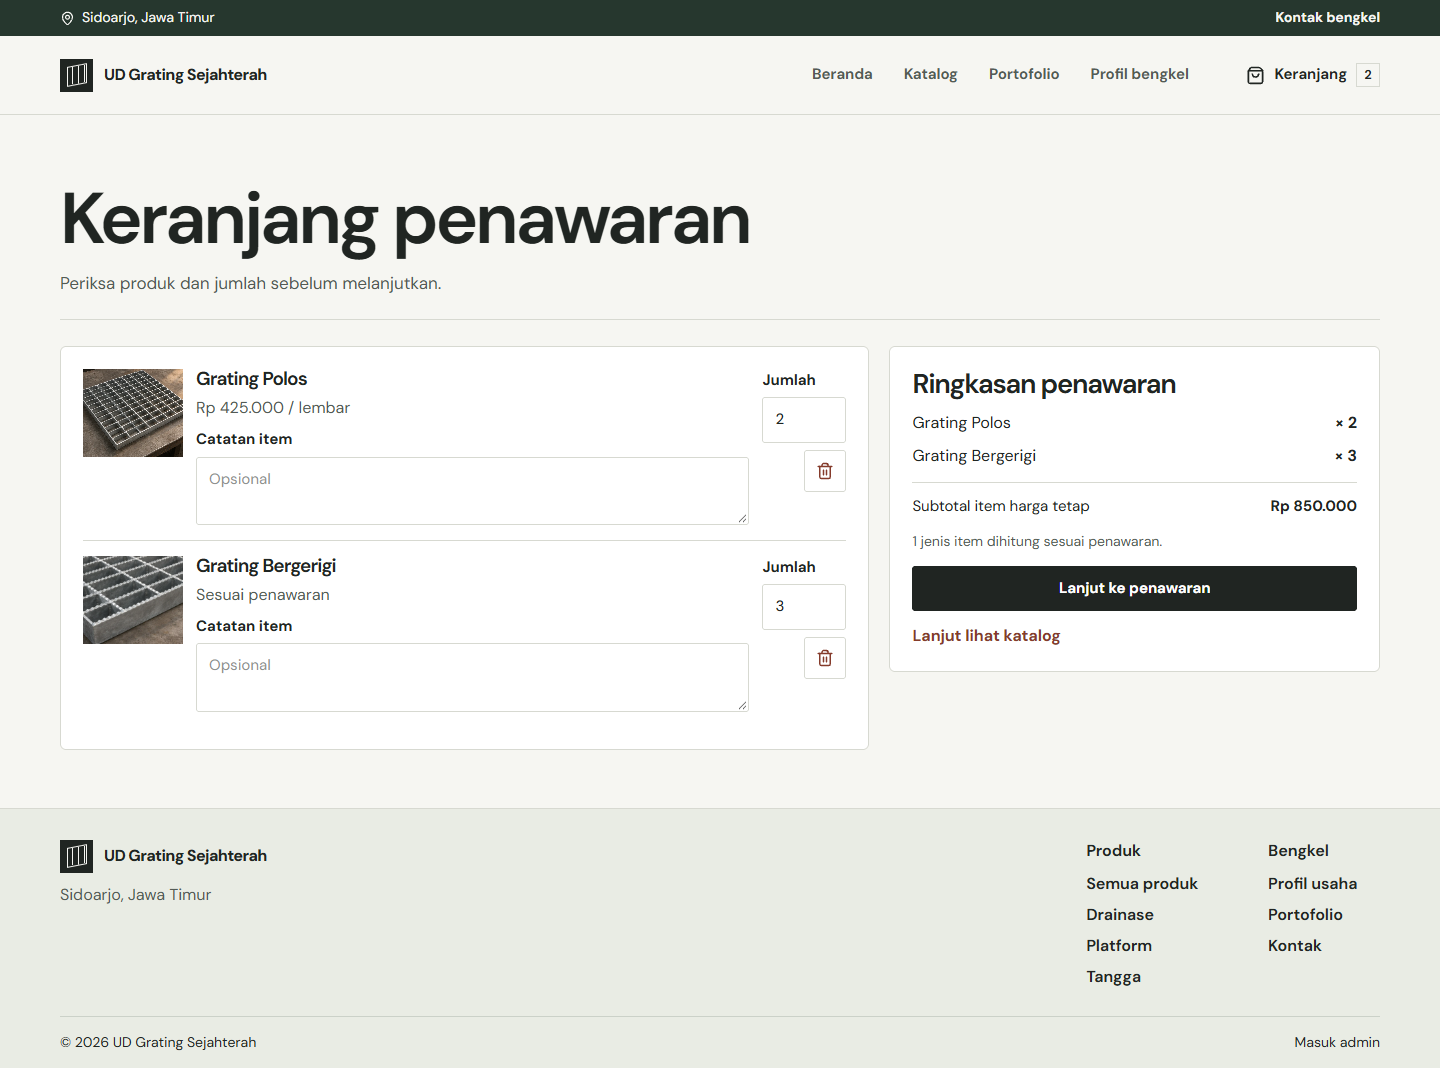 Sidoarjo, Jawa Timur
Kontak bengkel
UD Grating Sejahterah
Beranda
Katalog
Portofolio
Profil bengkel
Keranjang 2
Keranjang penawaran
Periksa produk dan jumlah sebelum melanjutkan.
Grating Polos
Rp 425.000 / lembar
Catatan item
Opsional
Jumlah
2
Grating Bergerigi
Sesuai penawaran
Catatan item
Opsional
Jumlah
3
Ringkasan penawaran
Grating Polos × 2
Grating Bergerigi × 3
Subtotal item harga tetap Rp 850.000
1 jenis item dihitung sesuai penawaran.
Lanjut ke penawaran
Lanjut lihat katalog
UD Grating Sejahterah
Sidoarjo, Jawa Timur
Produk
Semua produk
Drainase
Platform
Tangga
Bengkel
Profil usaha
Portofolio
Kontak
© 2026 UD Grating Sejahterah
Masuk admin